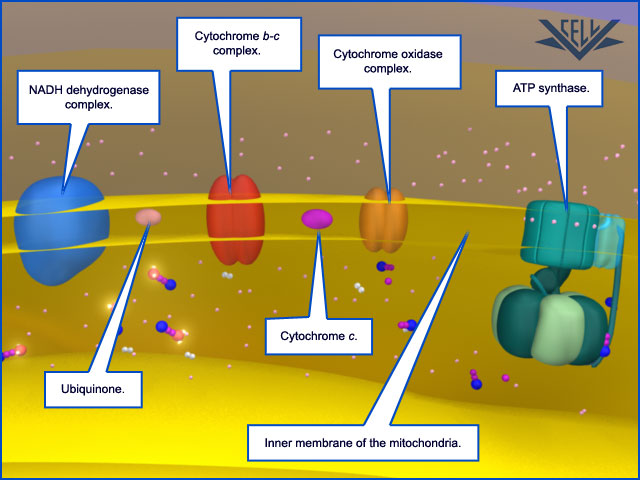 Cytochrome b-c
complex.
Cytochrome oxidase
complex.
CELL
NADH dehydrogenase
complex.
ATP synthase.
Cytochrome c.
Ubiquinone.
Inner membrane of the mitochondria.